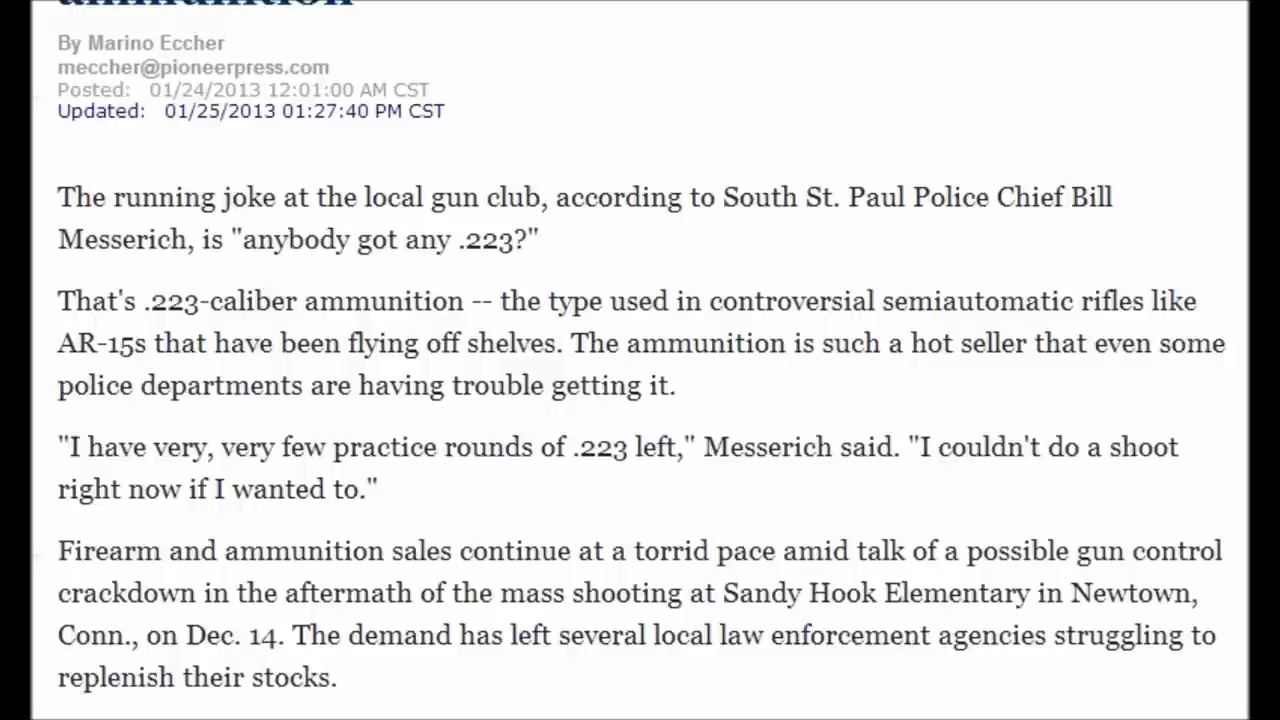 ammunition
By Marino Eccher
meccher@pioneerpress.com
Posted: 01/24/2013 12:01:00 AM CST
Updated: 01/25/2013 01:27:40 PM CST
The running joke at the local gun club, according to South St. Paul Police Chief Bill
Messerich, is "anybody got any .223?"
That's .223-caliber ammunition -- the type used in controversial semiautomatic rifles like
AR-15s that have been flying off shelves. The ammunition is such a hot seller that even some
police departments are having trouble getting it.
"I have very, very few practice rounds of .223 left," Messerich said. "I couldn't do a shoot
right now if I wanted to."
Firearm and ammunition sales continue at a torrid pace amid talk of a possible gun control
crackdown in the aftermath of the mass shooting at Sandy Hook Elementary in Newtown,
Conn., on Dec. 14. The demand has left several local law enforcement agencies struggling to
replenish their stocks.